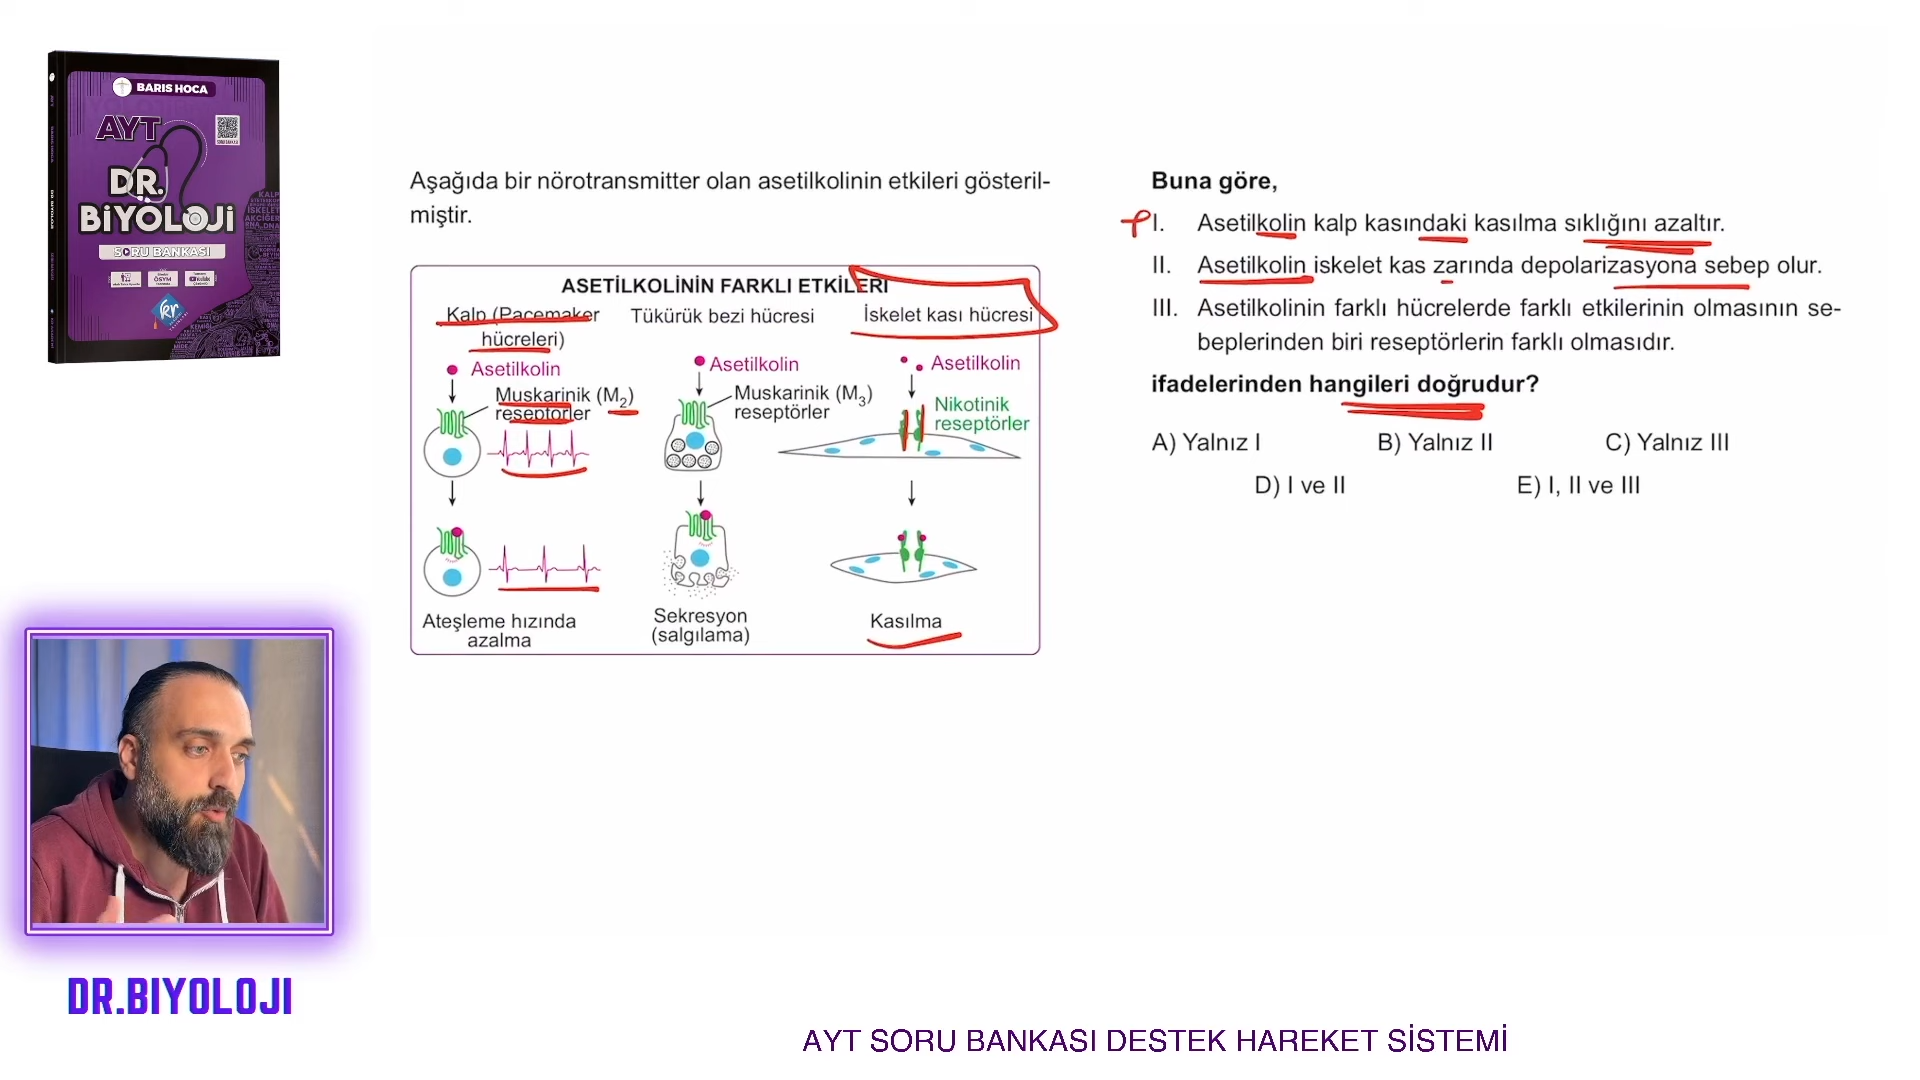 BARIS HOCA
AYT
DR.
BİYOLOJİ
SORU BANKASI
Aşağıda bir nörotransmitter olan asetilkolinin etkileri gösteril-
miştir.
ASETİLKOLİNİN FARKLI ETKİLERİ
Kalp (Pacemaker
hücreleri)
Tükürük bezi hücresi
İskelet kası hücresi
Asetilkolin
Asetilkolin
Asetilkolin
Muskarinik (M2)
reseptörler
Muskarinik (M3)
reseptörler
Nikotinik
reseptörler
Ateşleme hızında
azalma
Sekresyon
(salgılama)
Kasılma
Buna göre,
I. Asetilkolin kalp kasındaki kasılma sıklığını azaltır.
II. Asetilkolin iskelet kas zarında depolarizasyona sebep olur.
III. Asetilkolinin farklı hücrelerde farklı etkilerinin olmasının se-
beplerinden biri reseptörlerin farklı olmasıdır.
ifadelerinden hangileri doğrudur?
A) Yalnız I B) Yalnız II C) Yalnız III
D) I ve II E) I, II ve III
DR.BIYOLOJI
AYT SORU BANKASI DESTEK HAREKET SİSTEMİ